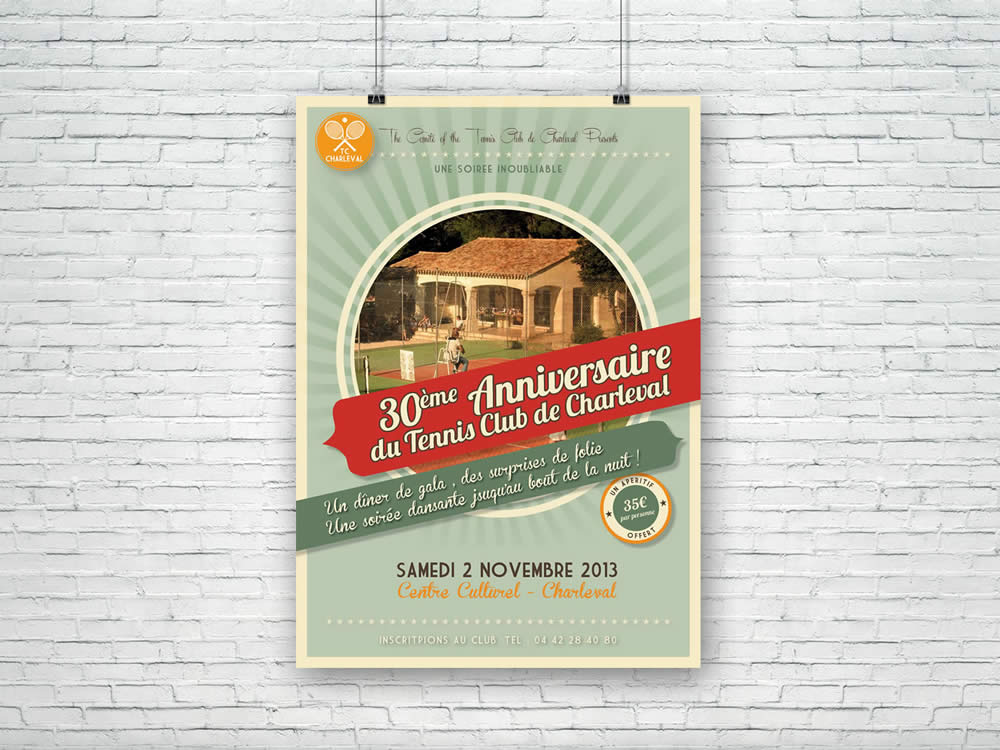 TC
CHARLEVAL
The Comité of the Tennis Club de Charleval Presents
UNE SOIREE INOUBLIABLE
30ème Anniversaire
du Tennis Club de Charleval
Un dîner de gala , des surprises de folie
Une soirée dansante jsuqu'au bout de la nuit !
UN APERITIF
35€
par personne
OFFERT
SAMEDI 2 NOVEMBRE 2013
Centre Culturel - Charleval
INSCRITPIONS AU CLUB TEL : 04 42 28 40 80